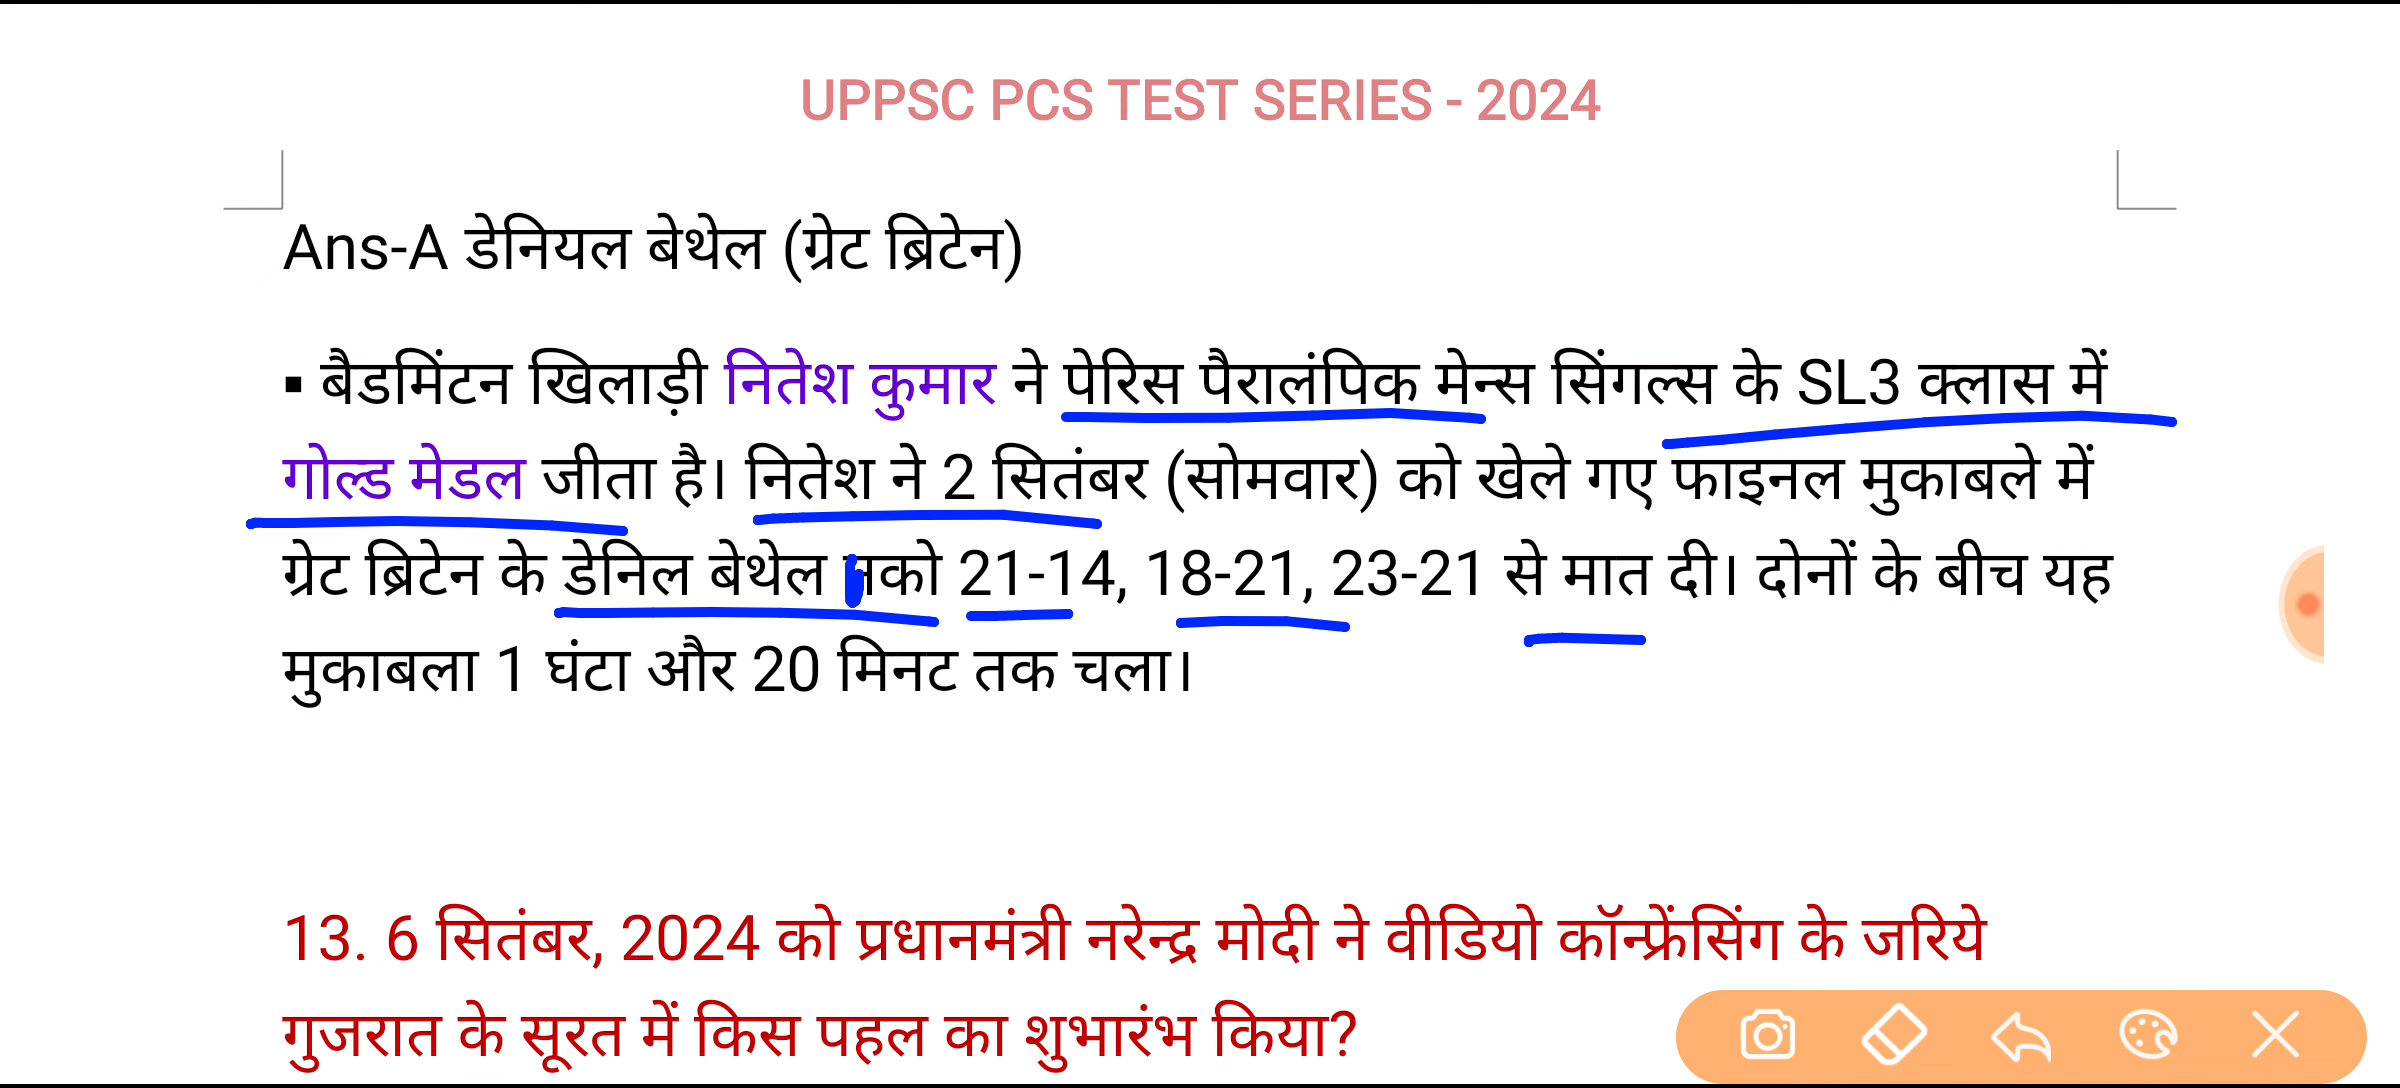 UPPSC PCS TEST SERIES - 2024
Ans-A डेनियल बेथेल (ग्रेट ब्रिटेन)
▪ बैडमिंटन खिलाड़ी नितेश कुमार ने पेरिस पैरालंपिक मेन्स सिंगल्स के SL3 क्लास में
गोल्ड मेडल जीता है। नितेश ने 2 सितंबर (सोमवार) को खेले गए फाइनल मुकाबले में
ग्रेट ब्रिटेन के डेनिल बेथेल को 21-14, 18-21, 23-21 से मात दी। दोनों के बीच यह
मुकाबला 1 घंटा और 20 मिनट तक चला।
13. 6 सितंबर, 2024 को प्रधानमंत्री नरेन्द्र मोदी ने वीडियो कॉन्फ्रेंसिंग के जरिये
गुजरात के सूरत में किस पहल का शुभारंभ किया?